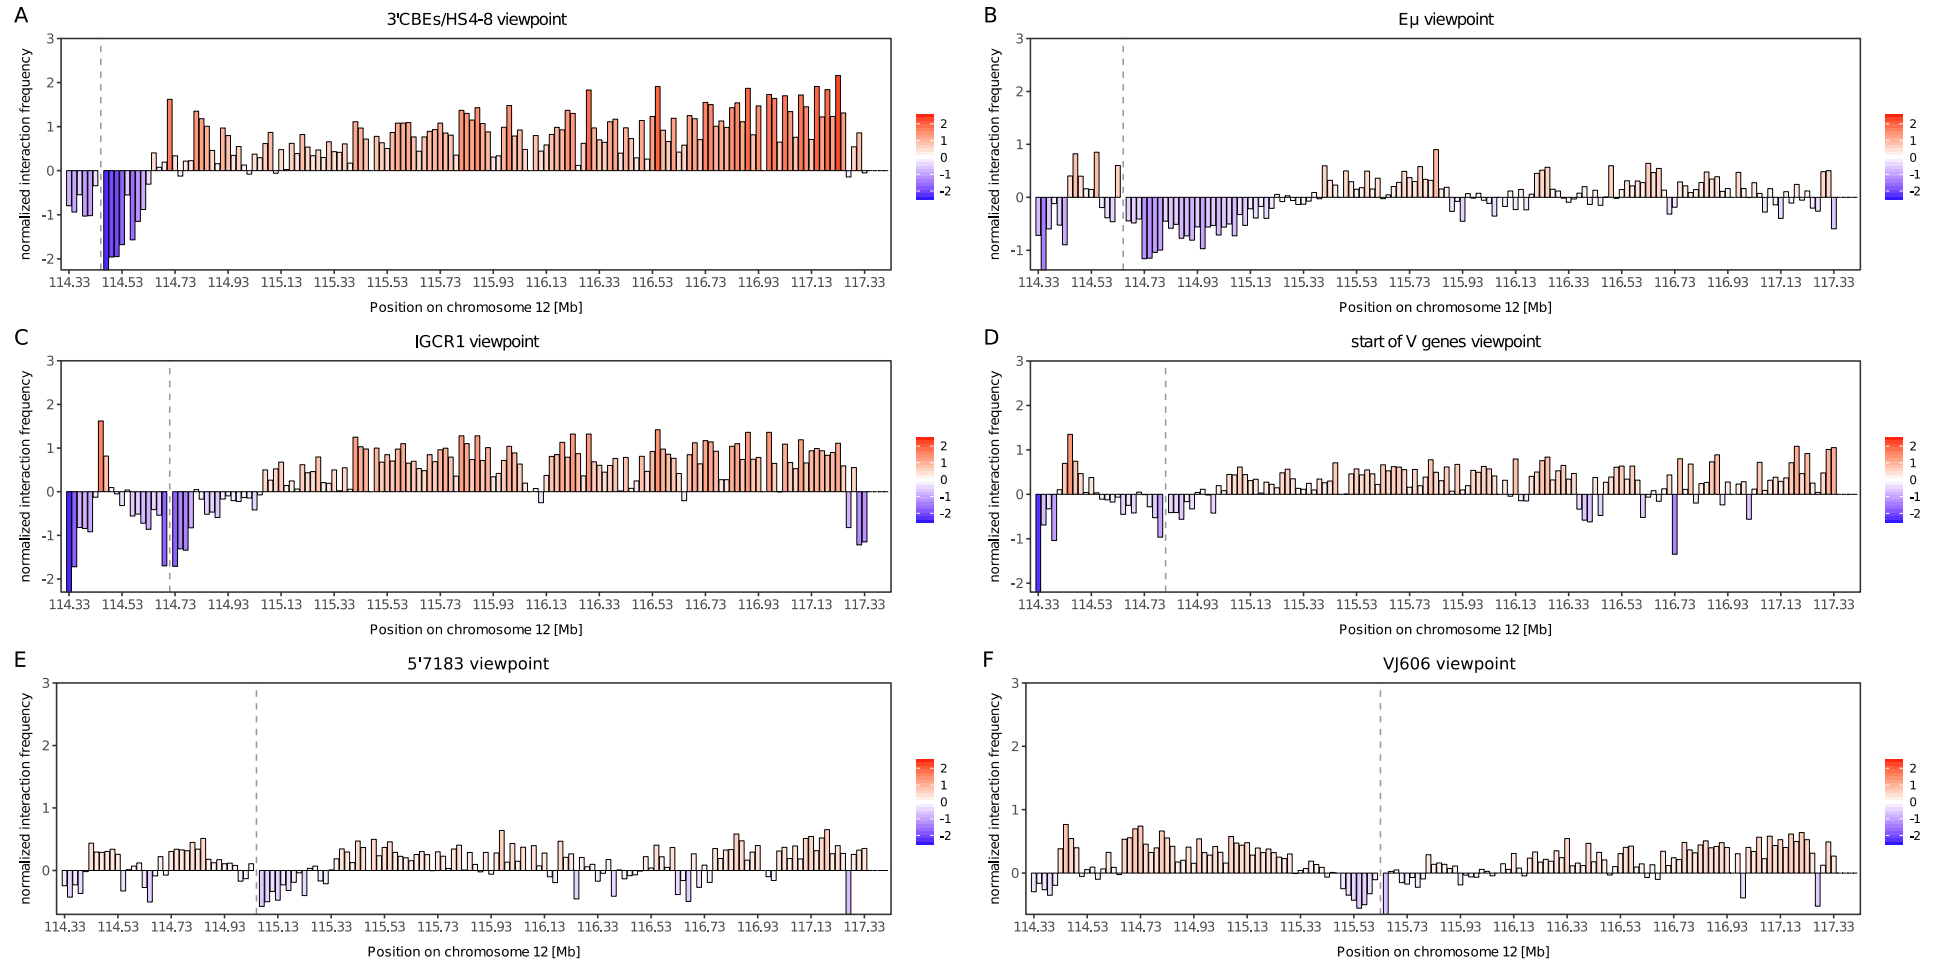 A
3'CBEs/HS4-8 viewpoint
normalized interaction frequency
3
2
1
0
-1
-2
114.33 114.53 114.73 114.93 115.13 115.33 115.53 115.73 115.93 116.13 116.33 116.53 116.73 116.93 117.13 117.33
Position on chromosome 12 [Mb]
2
1
0
-1
-2
B
Eμ viewpoint
normalized interaction frequency
3
2
1
0
-1
114.33 114.53 114.73 114.93 115.13 115.33 115.53 115.73 115.93 116.13 116.33 116.53 116.73 116.93 117.13 117.33
Position on chromosome 12 [Mb]
2
1
0
-1
-2
C
IGCR1 viewpoint
normalized interaction frequency
3
2
1
0
-1
-2
114.33 114.53 114.73 114.93 115.13 115.33 115.53 115.73 115.93 116.13 116.33 116.53 116.73 116.93 117.13 117.33
Position on chromosome 12 [Mb]
2
1
0
-1
-2
D
start of V genes viewpoint
normalized interaction frequency
3
2
1
0
-1
-2
114.33 114.53 114.73 114.93 115.13 115.33 115.53 115.73 115.93 116.13 116.33 116.53 116.73 116.93 117.13 117.33
Position on chromosome 12 [Mb]
2
1
0
-1
-2
E
5'7183 viewpoint
normalized interaction frequency
3
2
1
0
114.33 114.53 114.73 114.93 115.13 115.33 115.53 115.73 115.93 116.13 116.33 116.53 116.73 116.93 117.13 117.33
Position on chromosome 12 [Mb]
2
1
0
-1
-2
F
VJ606 viewpoint
normalized interaction frequency
3
2
1
0
114.33 114.53 114.73 114.93 115.13 115.33 115.53 115.73 115.93 116.13 116.33 116.53 116.73 116.93 117.13 117.33
Position on chromosome 12 [Mb]
2
1
0
-1
-2